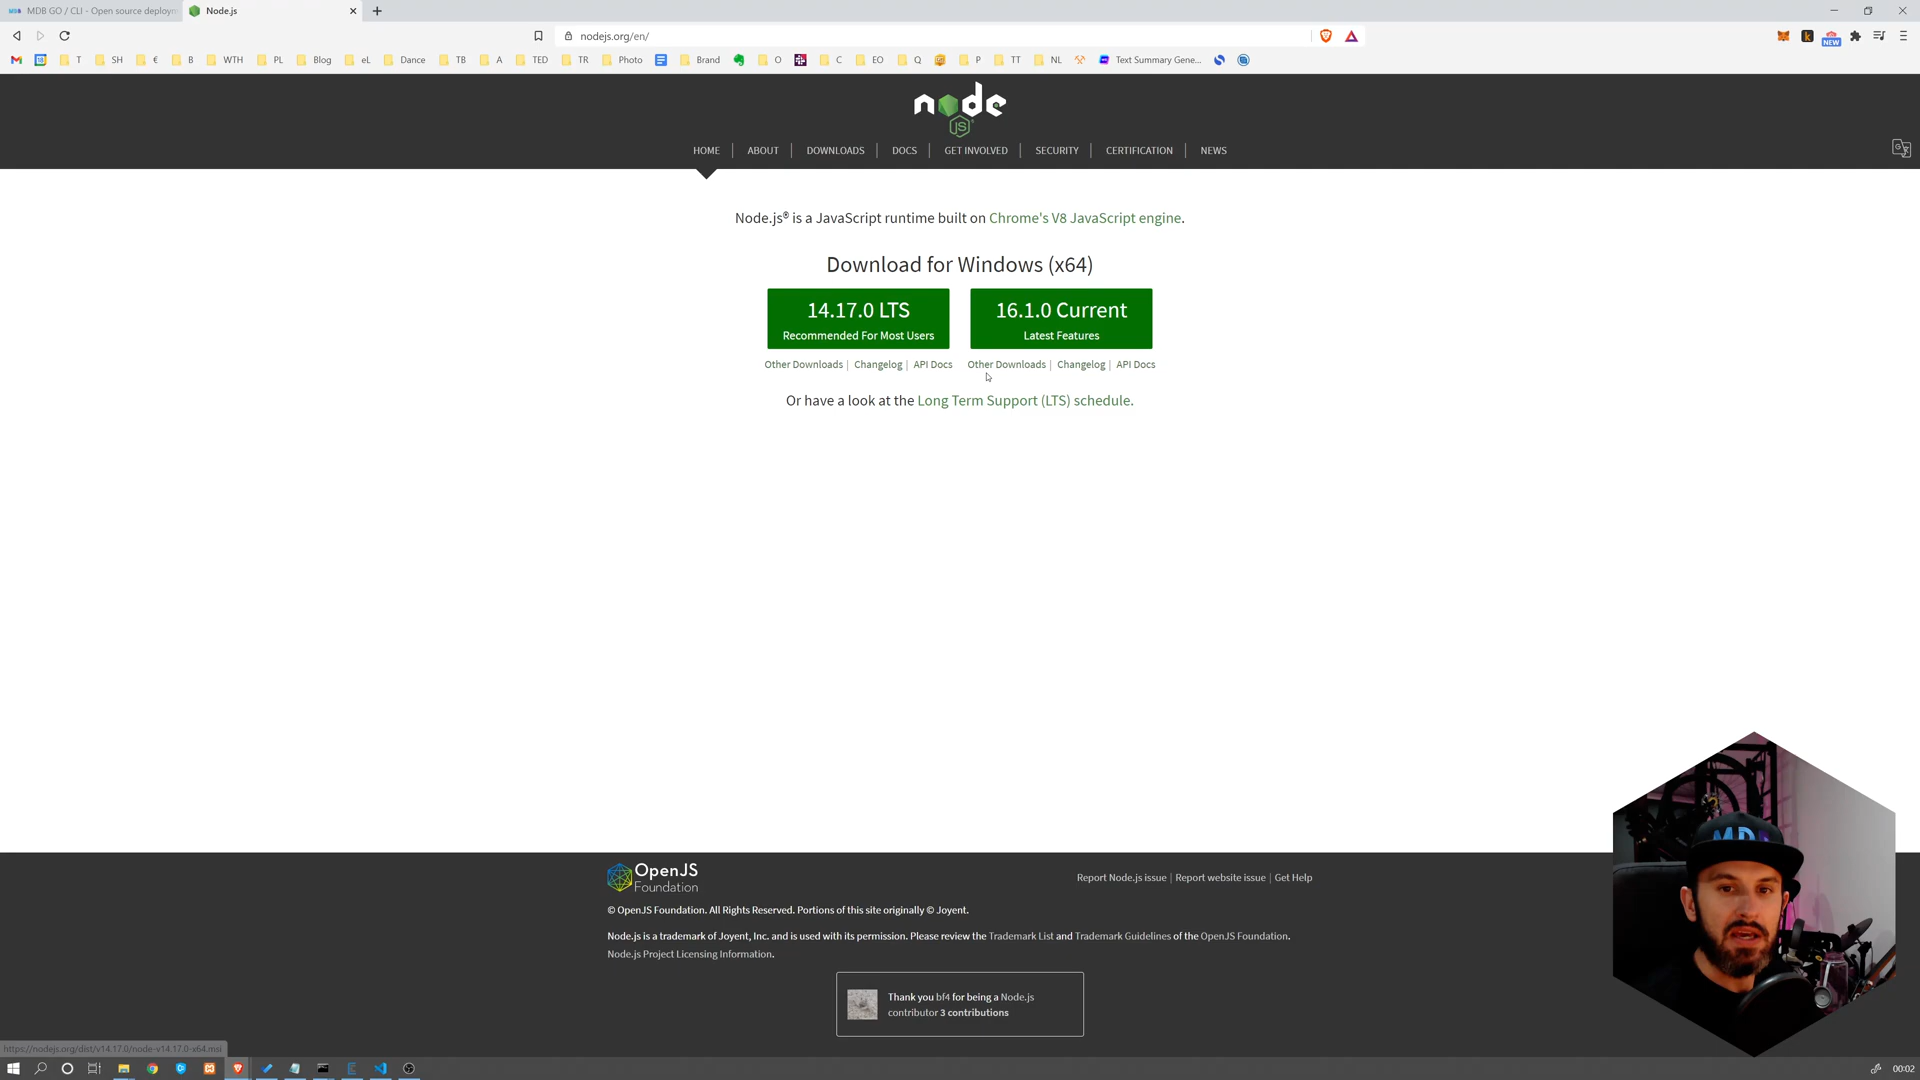 MDB GO / CLI - Open source deploym
Node.js
nodejs.org/en/
T SH € B WTH PL Blog eL Dance TB A TED TR Photo Brand O C EO Q P TT NL Text Summary Gene...
NEW
node
JS
HOME ABOUT DOWNLOADS DOCS GET INVOLVED SECURITY CERTIFICATION NEWS
Node.js® is a JavaScript runtime built on Chrome's V8 JavaScript engine.
Download for Windows (x64)
14.17.0 LTS
Recommended For Most Users
16.1.0 Current
Latest Features
Other Downloads | Changelog | API Docs
Other Downloads | Changelog | API Docs
Or have a look at the Long Term Support (LTS) schedule.
OpenJS
Foundation
Report Node.js issue | Report website issue | Get Help
© OpenJS Foundation. All Rights Reserved. Portions of this site originally © Joyent.
Node.js is a trademark of Joyent, Inc. and is used with its permission. Please review the Trademark List and Trademark Guidelines of the OpenJS Foundation.
Node.js Project Licensing Information.
Thank you bf4 for being a Node.js
contributor 3 contributions
MDB
https://nodejs.org/dist/v14.17.0/node-v14.17.0-x64.msi
00:02